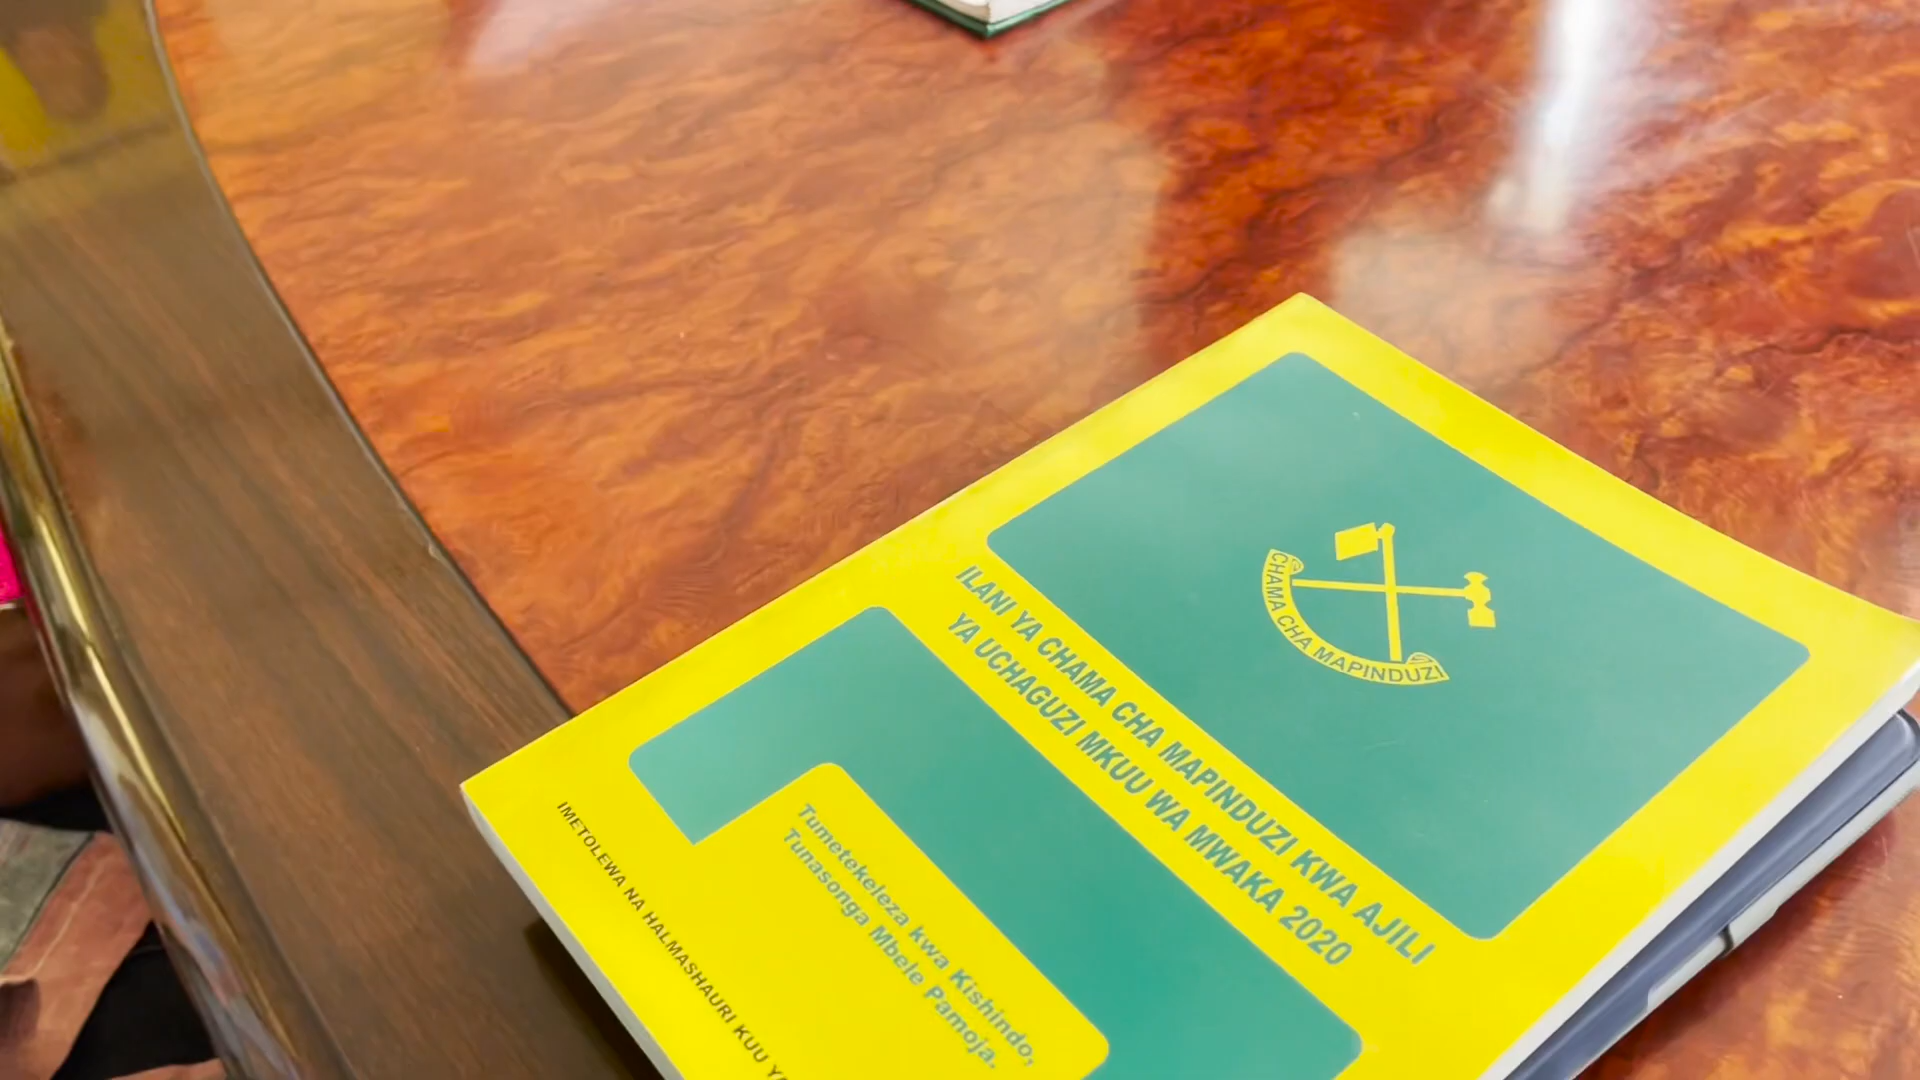 CHAMA CHA MAPINDUZI
ILANI YA CHAMA CHA MAPINDUZI KWA AJILI
YA UCHAGUZI MKUU WA MWAKA 2020
Tumetekeleza kwa Kishindo,
Tunasonga Mbele Pamoja.
IMETOLEWA NA HALMASHAURI KUU YA